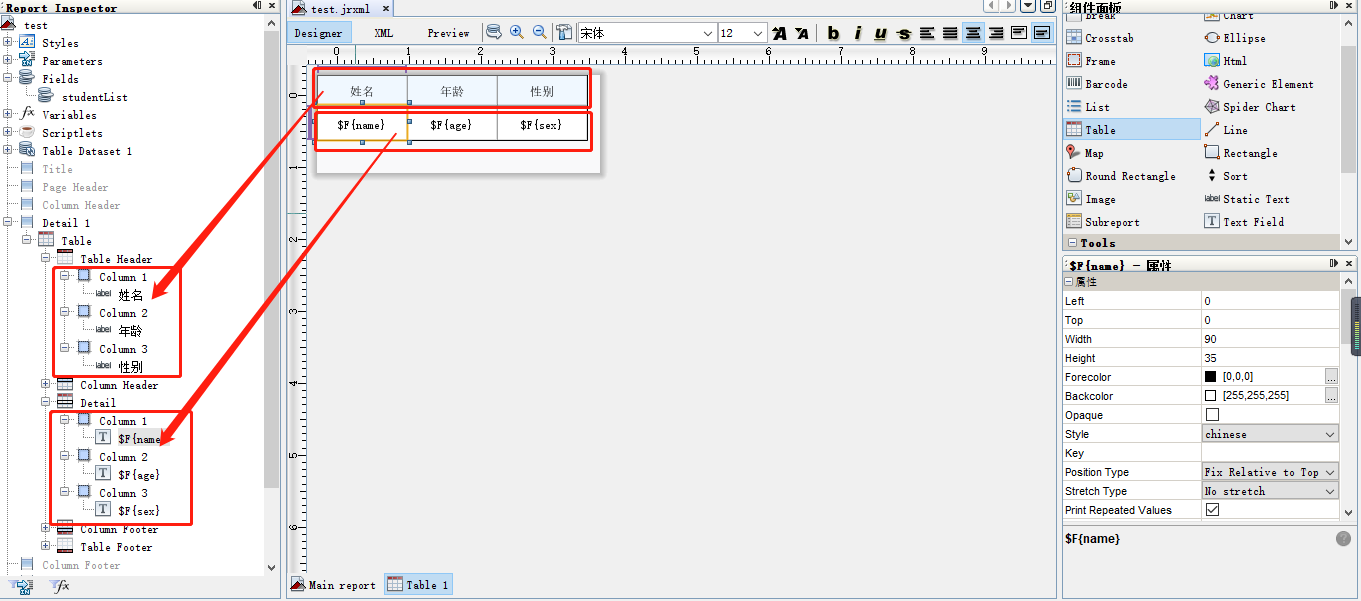 Report Inspector
test
Styles
Parameters
Fields
studentList
Variables
Scriptlets
Table Dataset 1
Title
Page Header
Column Header
Detail 1
Table
Table Header
Column 1
label 姓名
Column 2
label 年龄
Column 3
label 性别
Column Header
Detail
Column 1
$F{name
Column 2
$F{age}
Column 3
$F{sex}
Column Footer
Table Footer
Column Footer
test.jrxml
Designer XML Preview 宋体 12 A A b i u s
0 1 2 3 4 5 6 7 8 9
姓名 年龄 性别
$F{name} $F{age} $F{sex}
0
1
2
3
4
5
6
Main report Table 1
组件面板
Break Chart
Crosstab Ellipse
Frame Html
Barcode Generic Element
List Spider Chart
Table Line
Map Rectangle
Round Rectangle Sort
Image label Static Text
Subreport Text Field
Tools
$F{name} - 属性
属性
Left 0
Top 0
Width 90
Height 35
Forecolor [0,0,0] ...
Backcolor [255,255,255] ...
Opaque
Style chinese
Key
Position Type Fix Relative to Top
Stretch Type No stretch
Print Repeated Values
$F{name}